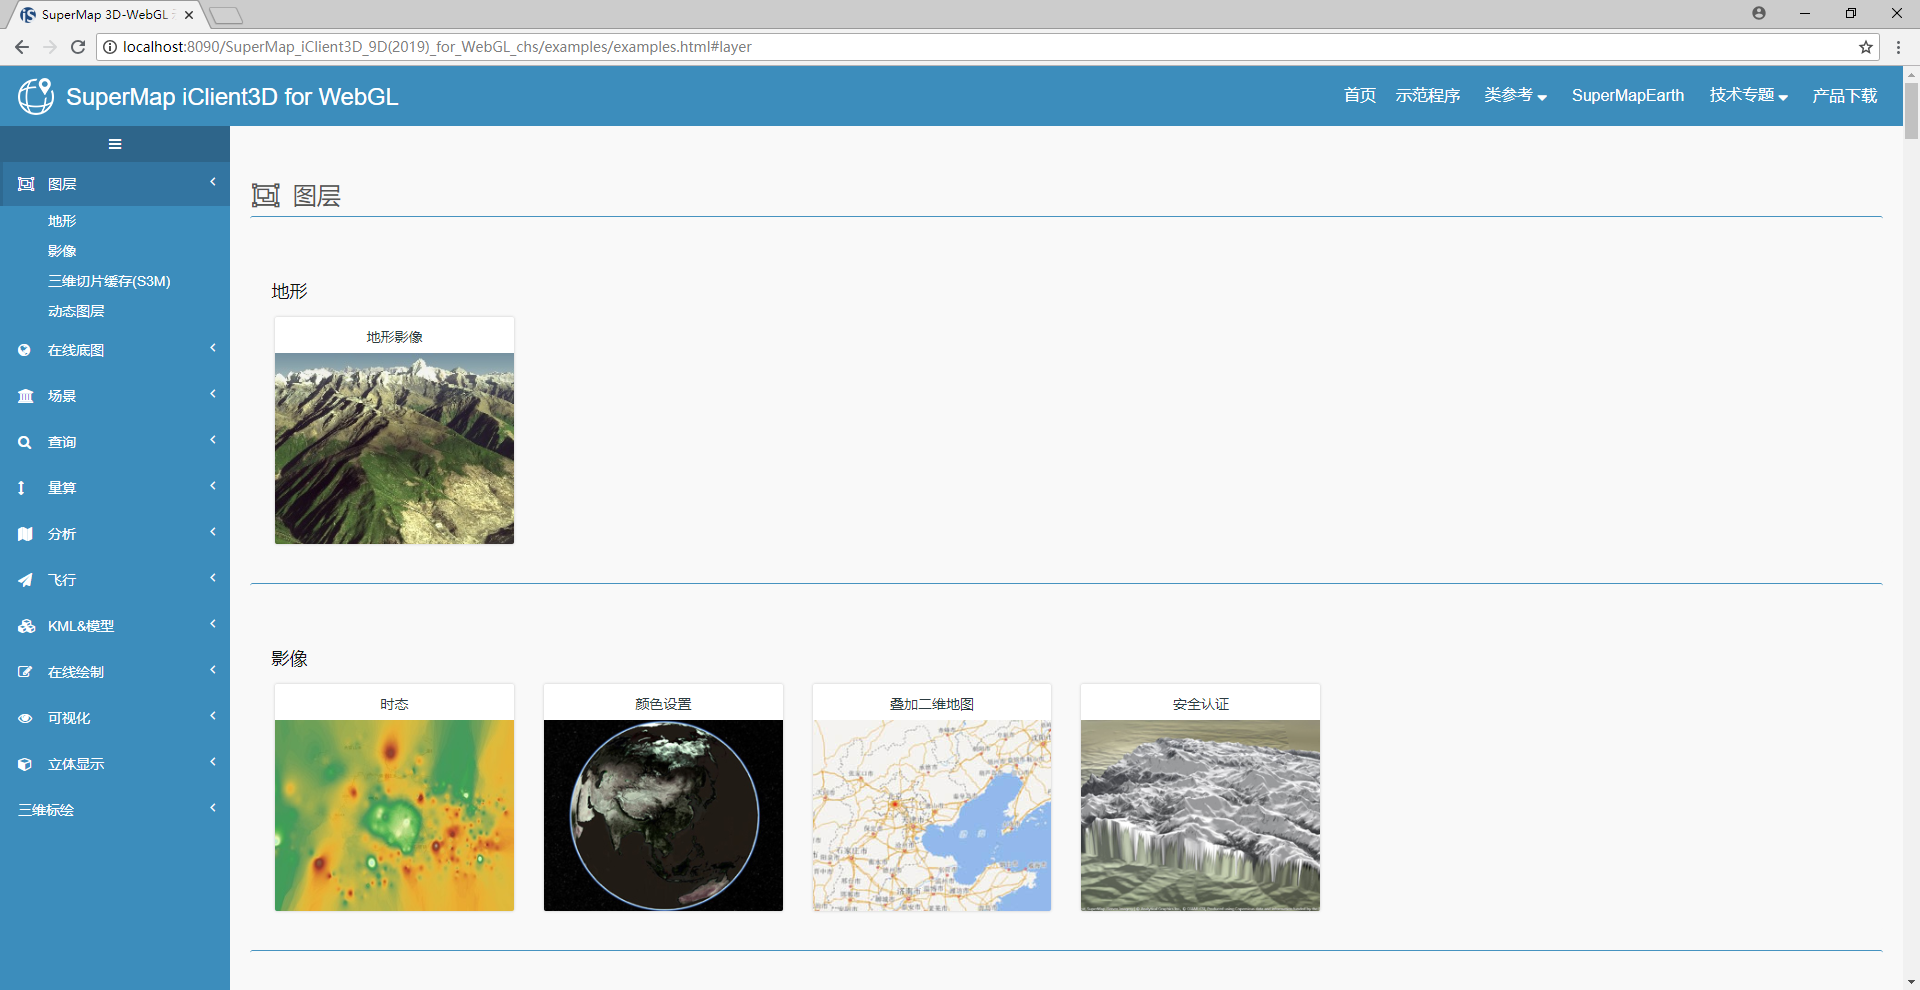 SuperMap 3D-WebGL
localhost:8090/SuperMap_iClient3D_9D(2019)_for_WebGL_chs/examples/examples.html#layer
SuperMap iClient3D for WebGL
首页 示范程序 类参考 SuperMapEarth 技术专题 产品下载
图层
地形
影像
三维切片缓存(S3M)
动态图层
在线底图
场景
查询
量算
分析
飞行
KML&模型
在线绘制
可视化
立体显示
三维标绘
图层
地形
地形影像
影像
时态
颜色设置
叠加二维地图
安全认证